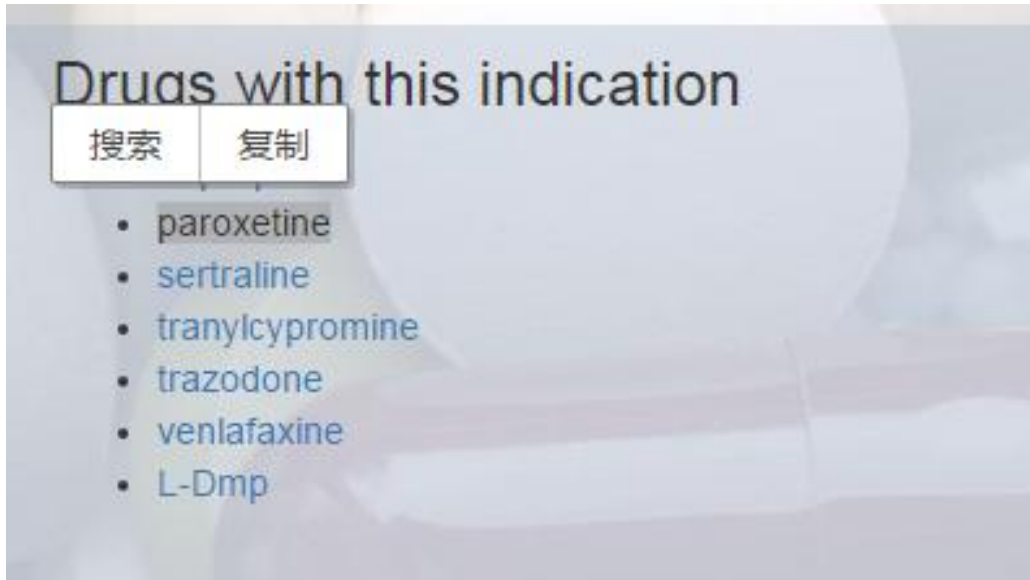 Drugs with this indication
搜索 复制
paroxetine
sertraline
tranylcypromine
trazodone
venlafaxine
L-Dmp